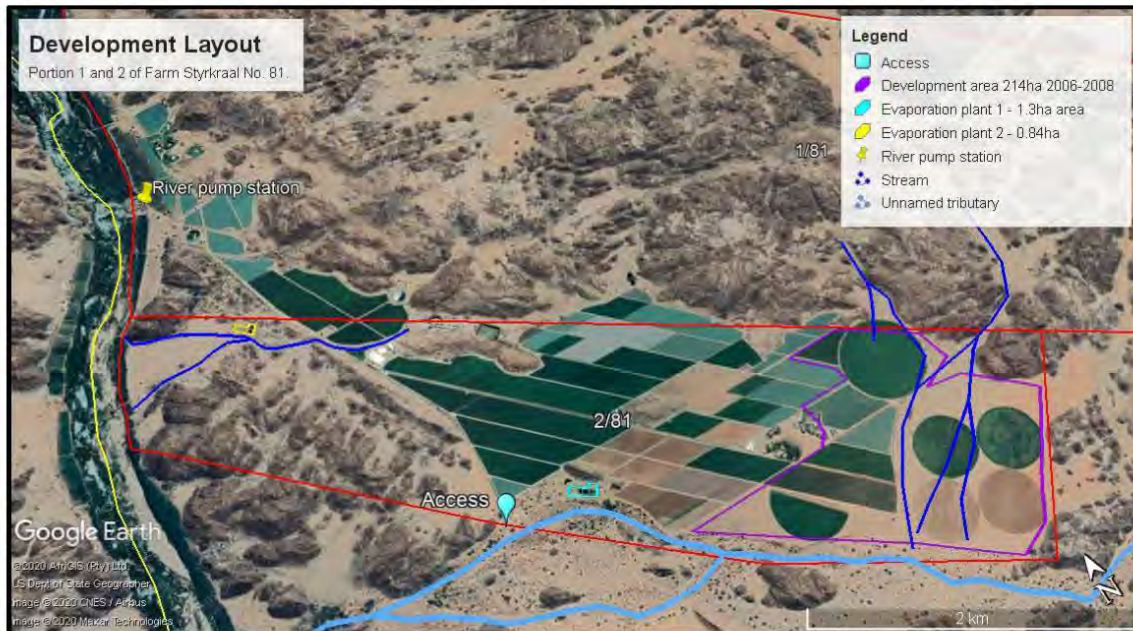 Development Layout
Portion 1 and 2 of Farm Styrkraal No. 81.
Legend
Access
Development area 214ha 2006-2008
Evaporation plant 1 - 1.3ha area
Evaporation plant 2 - 0.84ha
River pump station
Stream
Unnamed tributary
1/81
River pump station
2/81
Access
Google Earth
© 2020 AfriGIS (Pty) Ltd.
US Dept of State Geographer
Image © 2020 CNES / Airbus
Image © 2020 Maxar Technologies
N
2 km